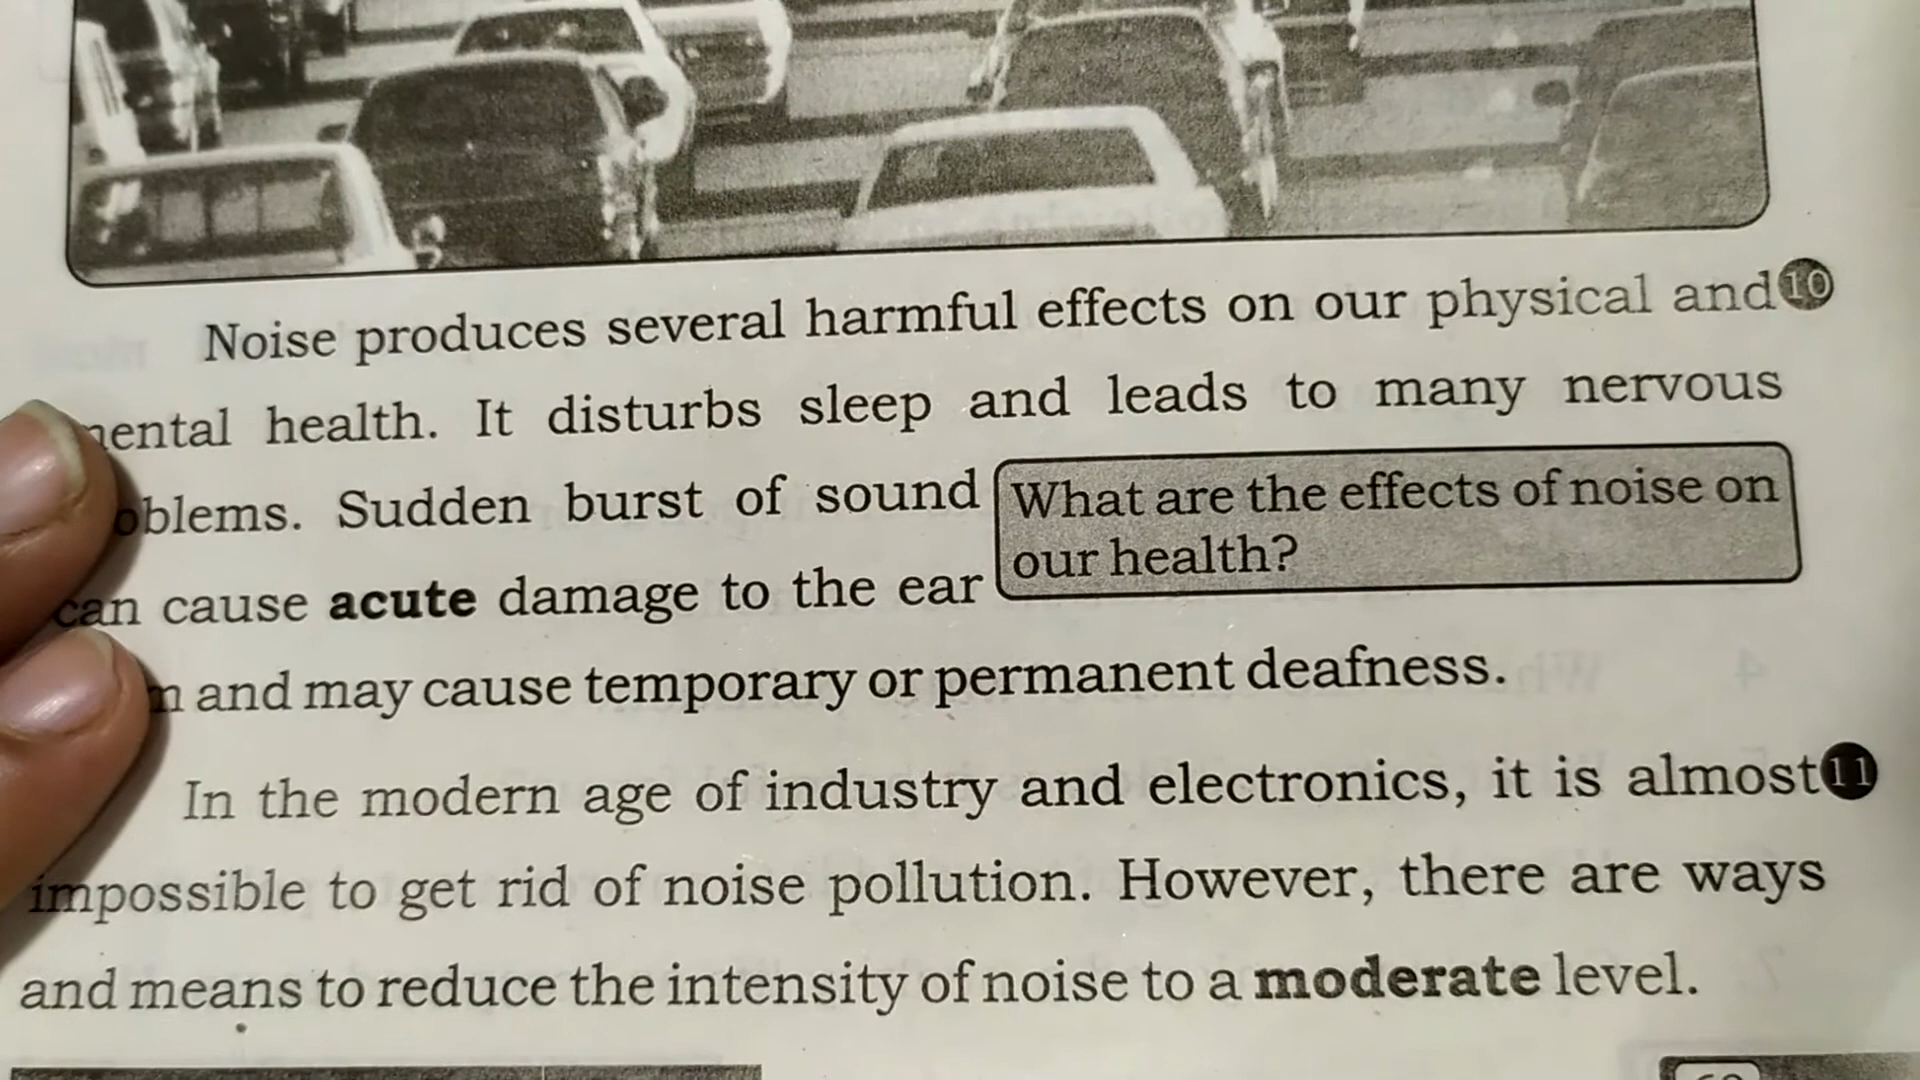 Noise produces several harmful effects on our physical and 10
mental health. It disturbs sleep and leads to many nervous
problems. Sudden burst of sound
can cause acute damage to the ear
and may cause temporary or permanent deafness.
What are the effects of noise on
our health?
In the modern age of industry and electronics, it is almost 11
impossible to get rid of noise pollution. However, there are ways
and means to reduce the intensity of noise to a moderate level.